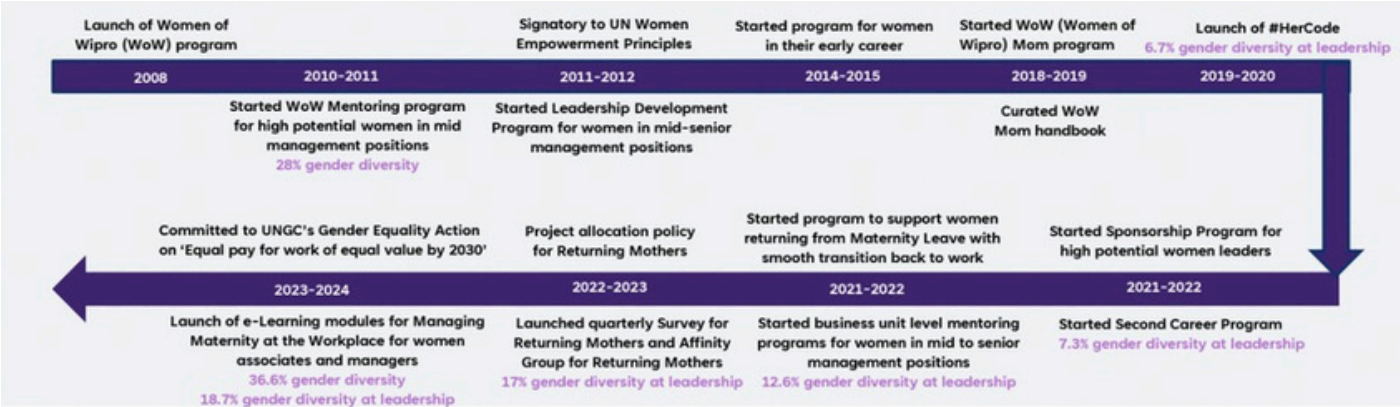 Launch of Women of
Wipro (WoW) program
2008
2010-2011
Started WoW Mentoring program
for high potential women in mid
management positions
28% gender diversity
Signatory to UN Women
Empowerment Principles
2011-2012
Started Leadership Development
Program for women in mid-senior
management positions
Started program for women
in their early career
2014-2015
Started WoW (Women of
Wipro) Mom program
2018-2019
Curated WoW
Mom handbook
Launch of #HerCode
6.7% gender diversity at leadership
2019-2020
Started Sponsorship Program for
high potential women leaders
2021-2022
Started Second Career Program
7.3% gender diversity at leadership
Started program to support women
returning from Maternity Leave with
smooth transition back to work
2021-2022
Started business unit level mentoring
programs for women in mid to senior
management positions
12.6% gender diversity at leadership
Project allocation policy
for Returning Mothers
2022-2023
Launched quarterly Survey for
Returning Mothers and Affinity
Group for Returning Mothers
17% gender diversity at leadership
Committed to UNGC's Gender Equality Action
on 'Equal pay for work of equal value by 2030'
2023-2024
Launch of e-Learning modules for Managing
Maternity at the Workplace for women
associates and managers
36.6% gender diversity
18.7% gender diversity at leadership